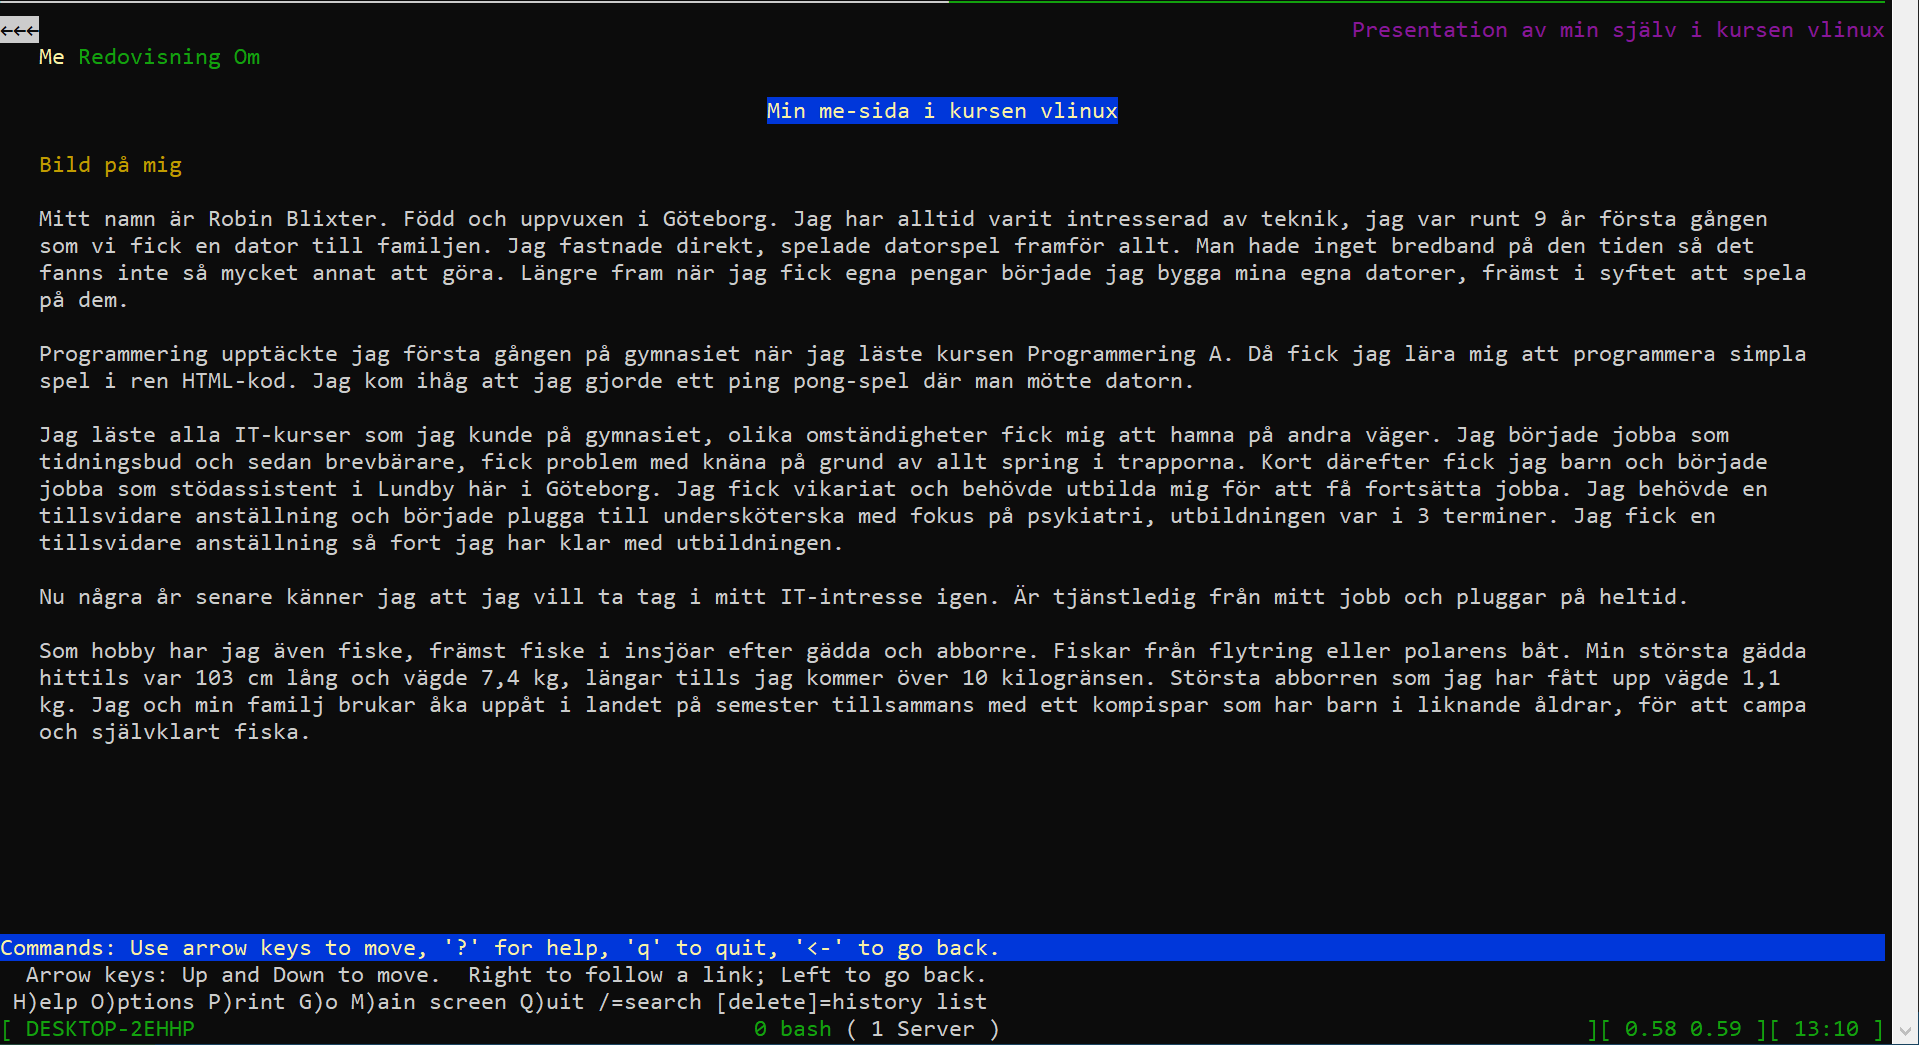 ←←←
Presentation av min själv i kursen vlinux
Me Redovisning Om
Min me-sida i kursen vlinux
Bild på mig
Mitt namn är Robin Blixter. Född och uppvuxen i Göteborg. Jag har alltid varit intresserad av teknik, jag var runt 9 år första gången
som vi fick en dator till familjen. Jag fastnade direkt, spelade datorspel framför allt. Man hade inget bredband på den tiden så det
fanns inte så mycket annat att göra. Längre fram när jag fick egna pengar började jag bygga mina egna datorer, främst i syftet att spela
på dem.
Programmering upptäckte jag första gången på gymnasiet när jag läste kursen Programmering A. Då fick jag lära mig att programmera simpla
spel i ren HTML-kod. Jag kom ihåg att jag gjorde ett ping pong-spel där man mötte datorn.
Jag läste alla IT-kurser som jag kunde på gymnasiet, olika omständigheter fick mig att hamna på andra väger. Jag började jobba som
tidningsbud och sedan brevbärare, fick problem med knäna på grund av allt spring i trapporna. Kort därefter fick jag barn och började
jobba som stödassistent i Lundby här i Göteborg. Jag fick vikariat och behövde utbilda mig för att få fortsätta jobba. Jag behövde en
tillsvidare anställning och började plugga till undersköterska med fokus på psykiatri, utbildningen var i 3 terminer. Jag fick en
tillsvidare anställning så fort jag har klar med utbildningen.
Nu några år senare känner jag att jag vill ta tag i mitt IT-intresse igen. Är tjänstledig från mitt jobb och pluggar på heltid.
Som hobby har jag även fiske, främst fiske i insjöar efter gädda och abborre. Fiskar från flytring eller polarens båt. Min största gädda
hittils var 103 cm lång och vägde 7,4 kg, längar tills jag kommer över 10 kilogränsen. Största abborren som jag har fått upp vägde 1,1
kg. Jag och min familj brukar åka uppåt i landet på semester tillsammans med ett kompispar som har barn i liknande åldrar, för att campa
och självklart fiska.
Commands: Use arrow keys to move, '?' for help, 'q' to quit, '<-' to go back.
Arrow keys: Up and Down to move.  Right to follow a link; Left to go back.
H)elp O)ptions P)rint G)o M)ain screen Q)uit /=search [delete]=history list
[ DESKTOP-2EHHP 0 bash ( 1 Server ) ][ 0.58 0.59 ][ 13:10 ]